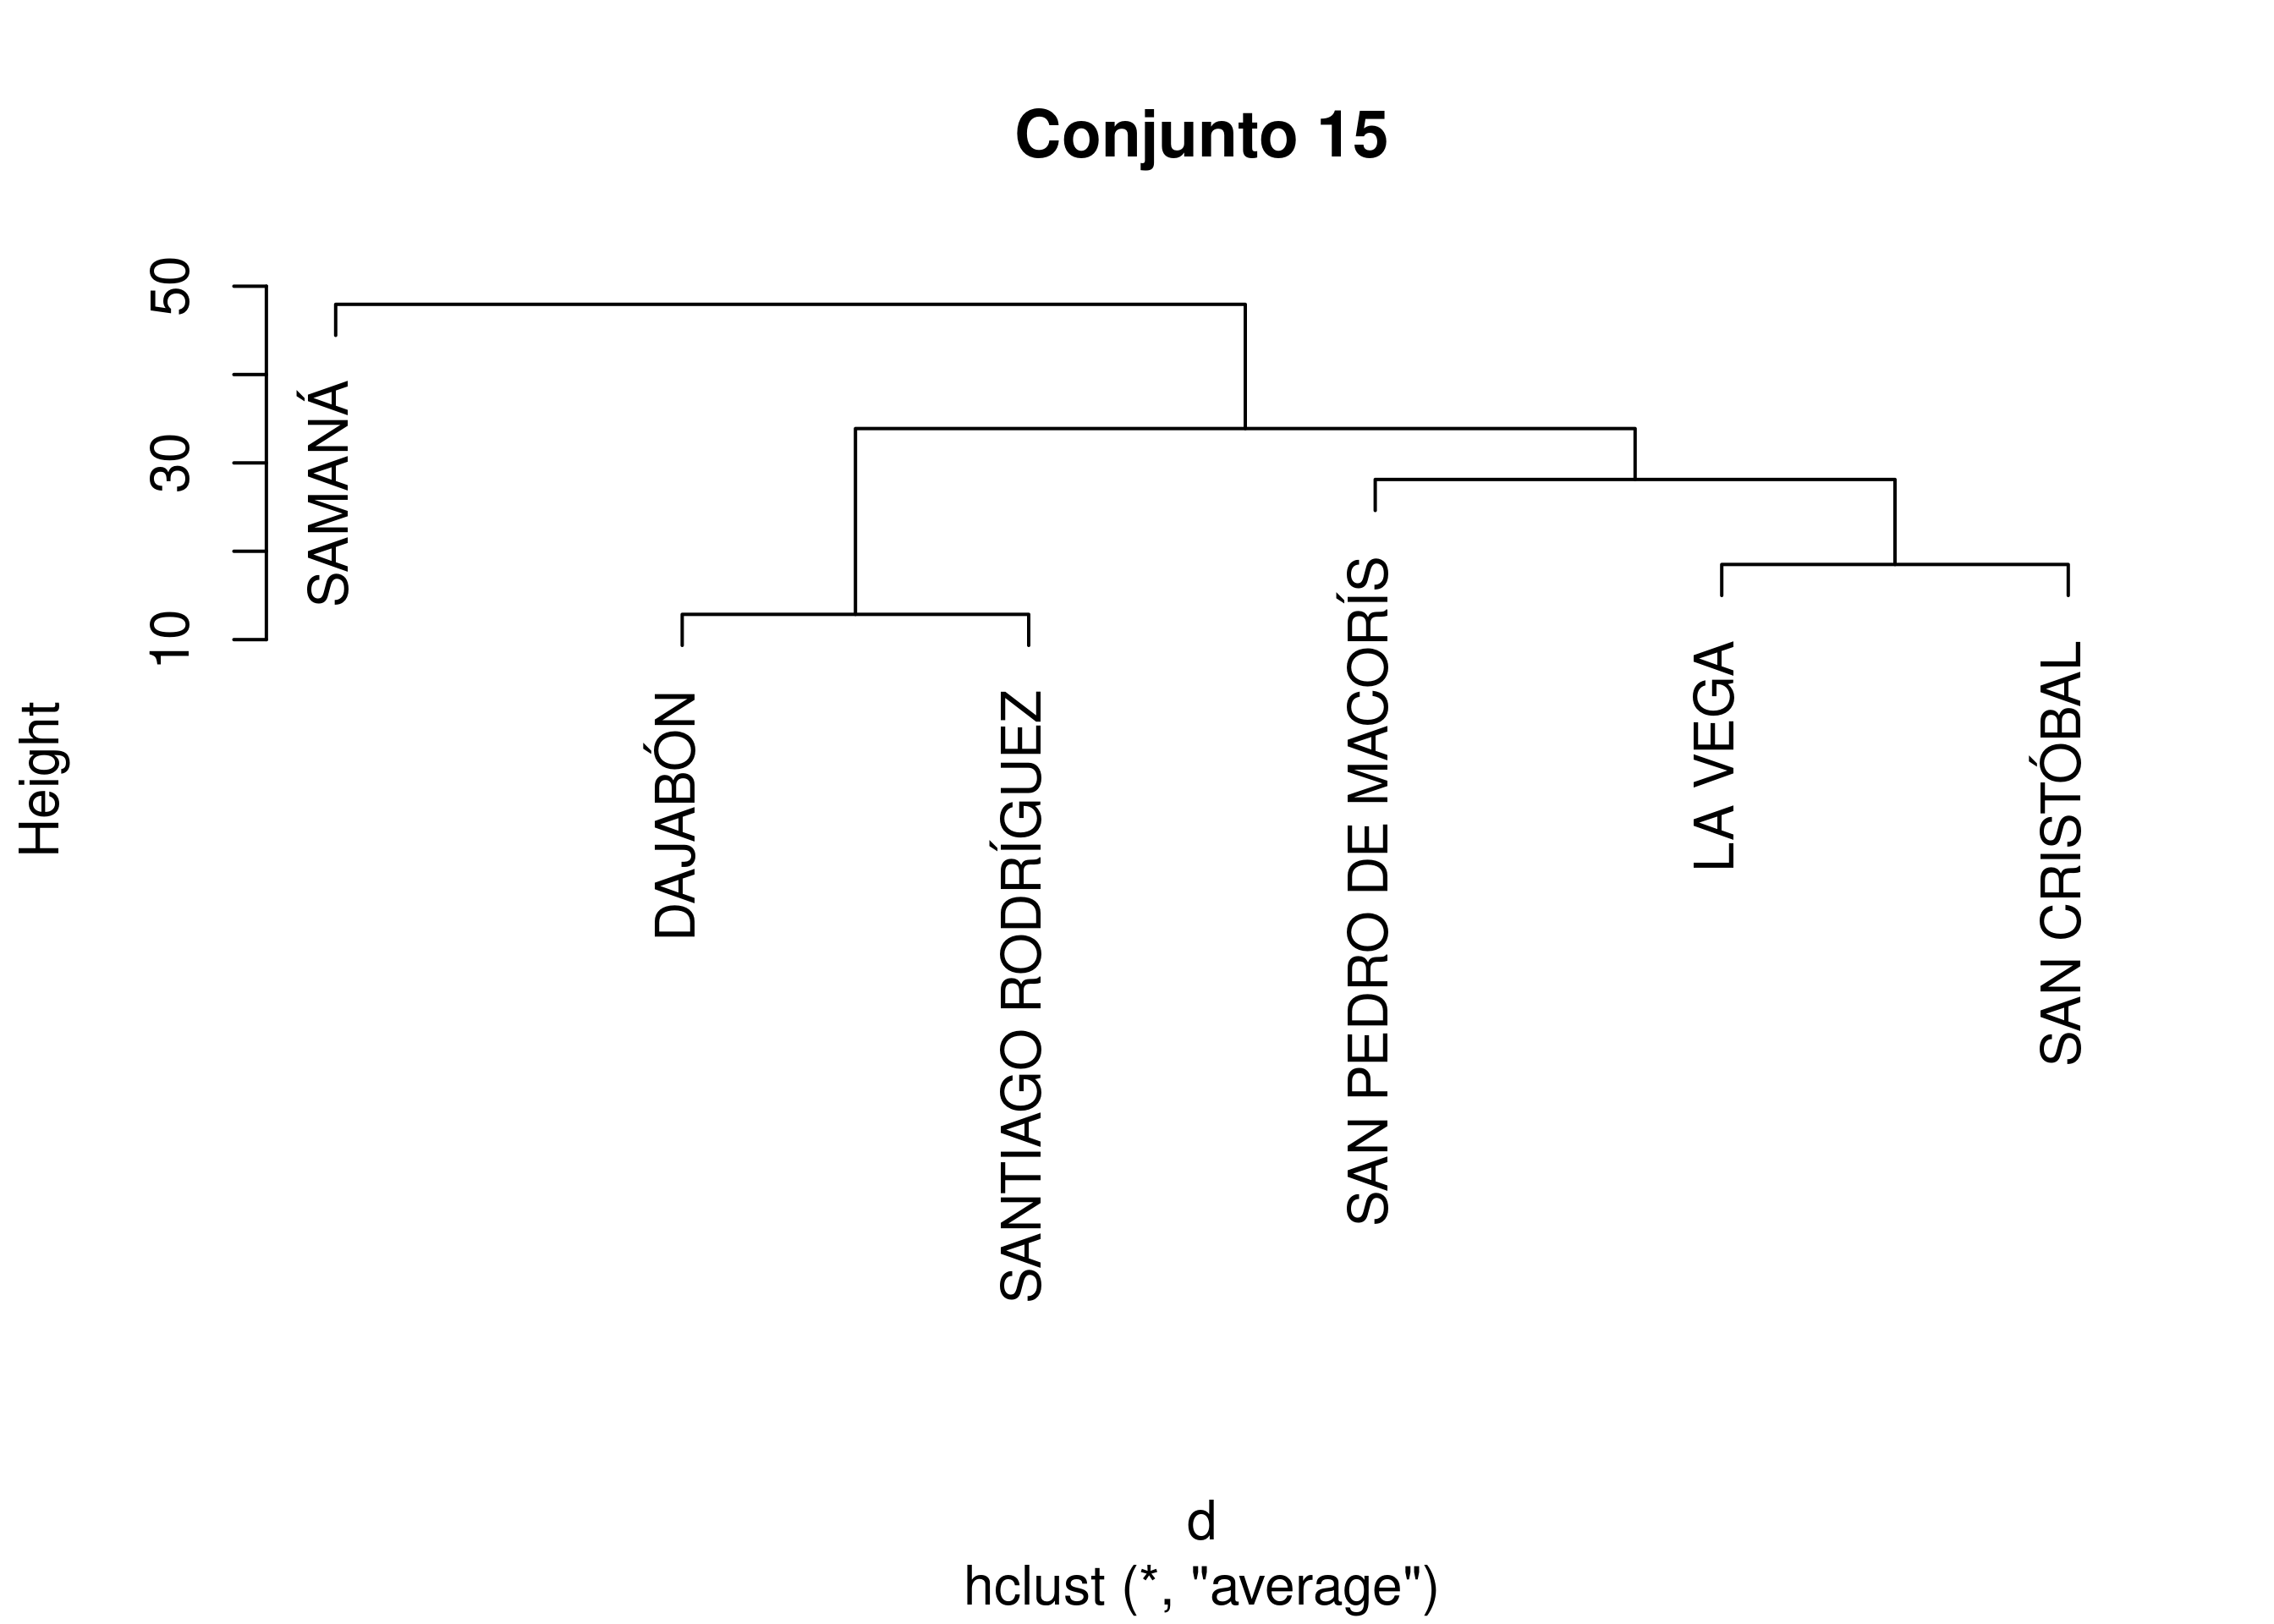 Conjunto 15
Height
50
30
10
SAMANÁ
DAJABÓN
SANTIAGO RODRÍGUEZ
SAN PEDRO DE MACORÍS
LA VEGA
SAN CRISTÓBAL
d
hclust (*, "average")